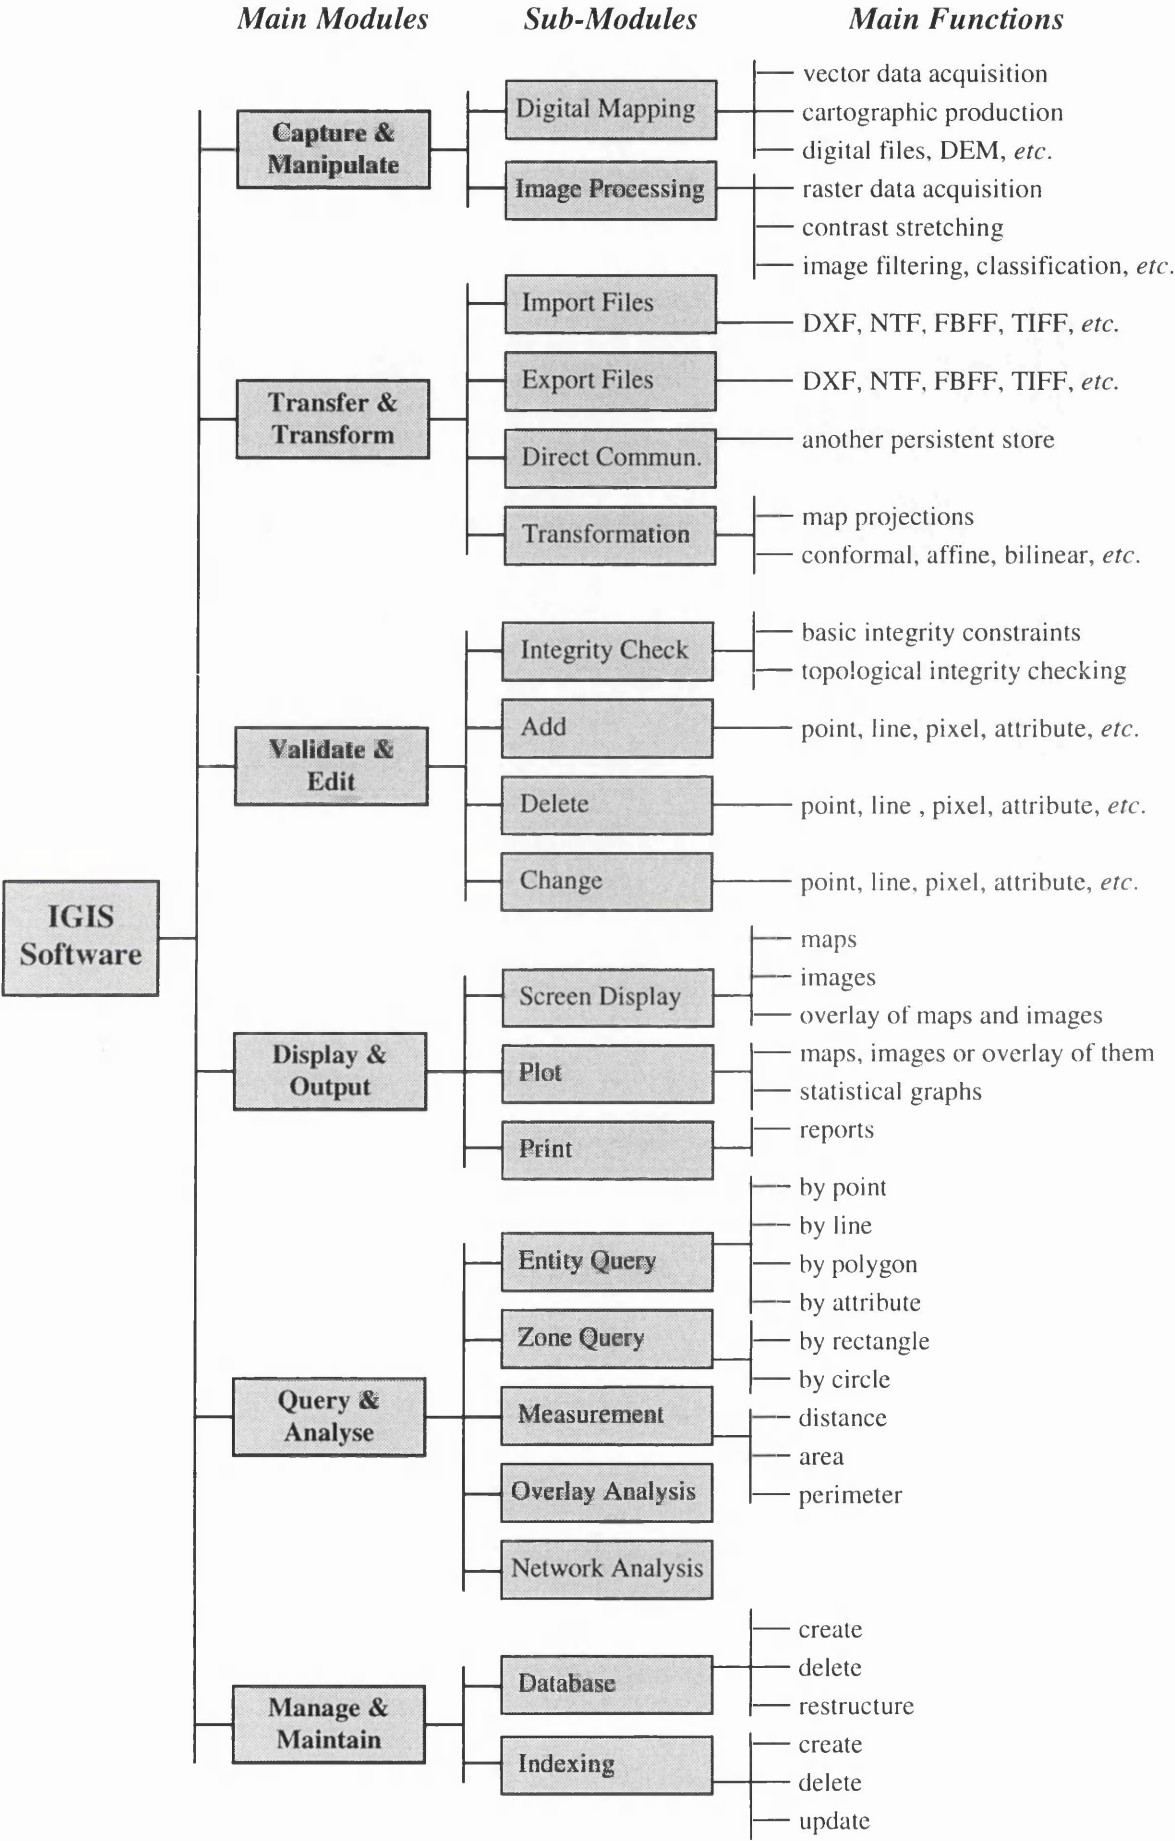 Main Modules Sub-Modules Main Functions
Capture &
Manipulate
Digital Mapping
vector data acquisition
cartographic production
digital files, DEM, etc.
Image Processing
raster data acquisition
contrast stretching
image filtering, classification, etc.
Transfer &
Transform
Import Files
DXF, NTF, FBFF, TIFF, etc.
Export Files
DXF, NTF, FBFF, TIFF, etc.
Direct Commun.
another persistent store
Transformation
map projections
conformal, affine, bilinear, etc.
Validate &
Edit
Integrity Check
basic integrity constraints
topological integrity checking
Add
point, line, pixel, attribute, etc.
Delete
point, line , pixel, attribute, etc.
Change
point, line, pixel, attribute, etc.
IGIS
Software
Display &
Output
Screen Display
maps
images
overlay of maps and images
Plot
maps, images or overlay of them
statistical graphs
Print
reports
Query &
Analyse
Entity Query
by point
by line
by polygon
by attribute
Zone Query
by rectangle
by circle
Measurement
distance
area
perimeter
Overlay Analysis
Network Analysis
Manage &
Maintain
Database
create
delete
restructure
Indexing
create
delete
update